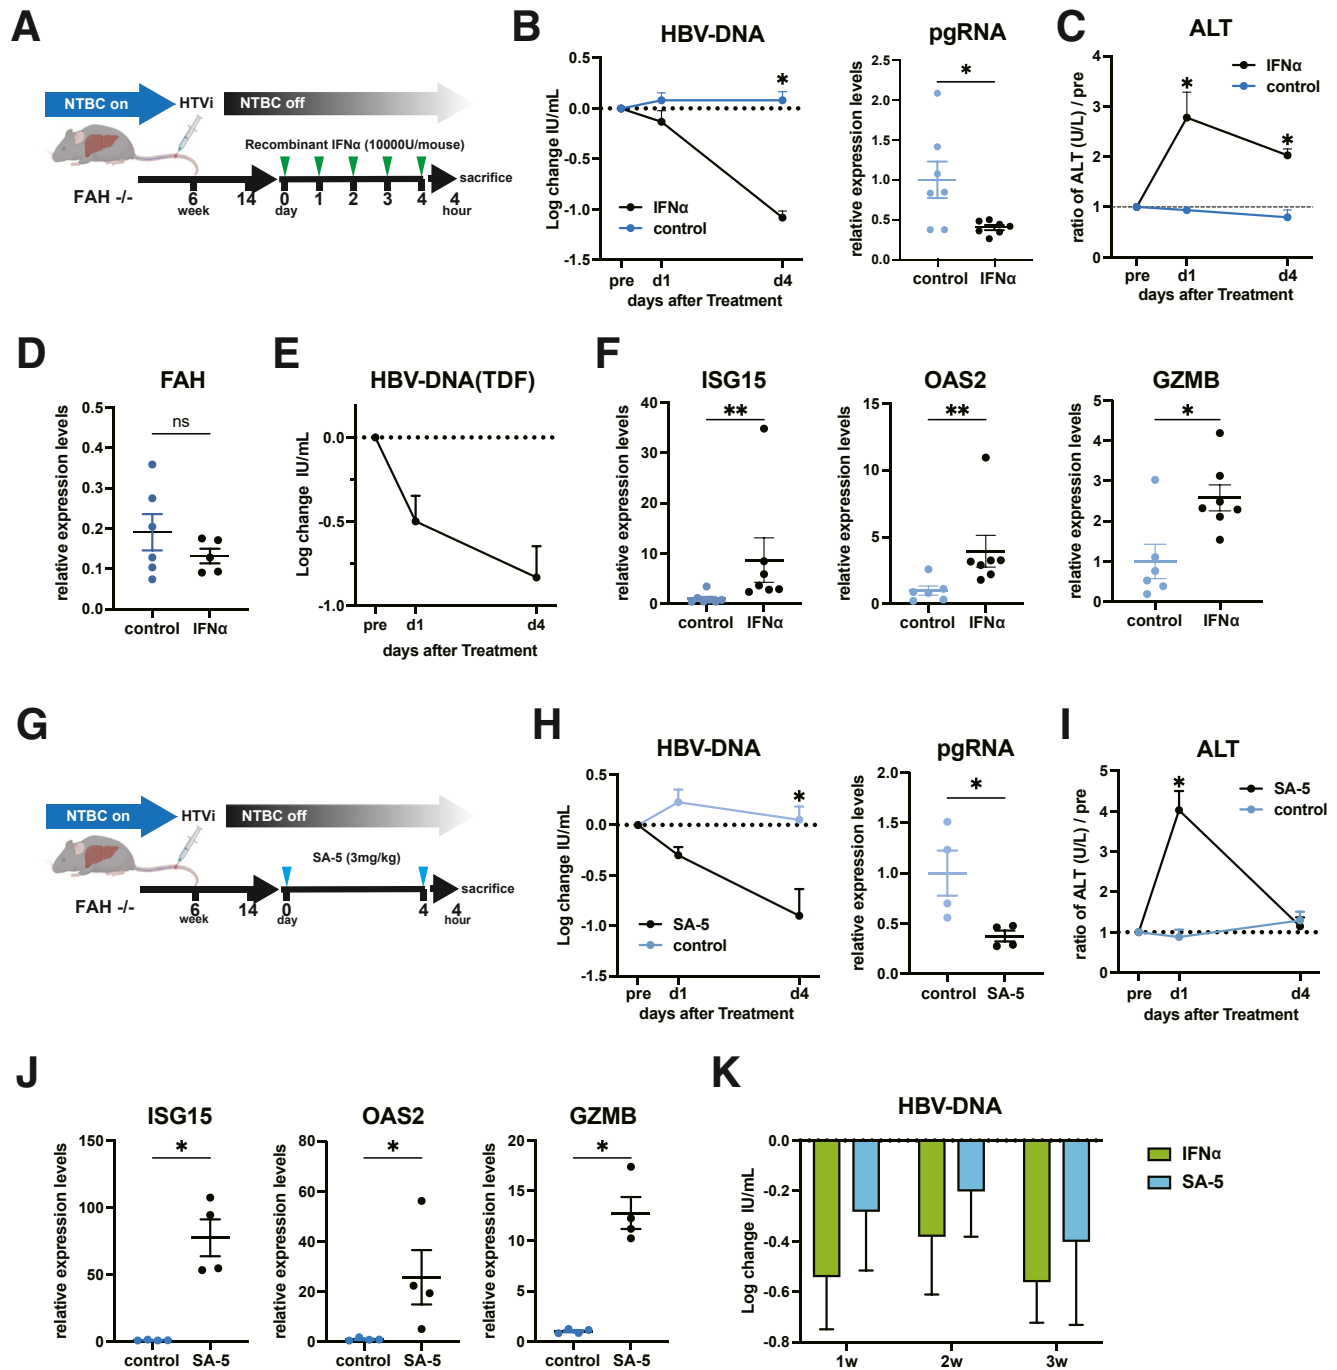 A
NTBC on
HTVi
NTBC off
Recombinant IFNα (10000U/mouse)
sacrifice
FAH -/-
6
14
0
1
2
3
4
4
week
day
hour
B
HBV-DNA
Log change IU/mL
0.5
0.0
-0.5
-1.0
-1.5
*
IFNα
control
pre
d1
d4
days after Treatment
pgRNA
relative expression levels
2.5
2.0
1.5
1.0
0.5
0.0
*
control
IFNα
C
ALT
ratio of ALT (U/L) / pre
4
3
2
1
0
*
*
IFNα
control
pre
d1
d4
days after Treatment
D
FAH
relative expression levels
0.5
0.4
0.3
0.2
0.1
0.0
ns
control
IFNα
E
HBV-DNA(TDF)
Log change IU/mL
0.0
-0.5
-1.0
pre
d1
d4
days after Treatment
F
ISG15
relative expression levels
40
30
20
10
0
**
control
IFNα
OAS2
relative expression levels
15
10
5
0
**
control
IFNα
GZMB
relative expression levels
5
4
3
2
1
0
*
control
IFNα
G
NTBC on
HTVi
NTBC off
SA-5 (3mg/kg)
sacrifice
FAH -/-
6
14
0
4
4
week
day
hour
H
HBV-DNA
Log change IU/mL
0.5
0.0
-0.5
-1.0
-1.5
*
SA-5
control
pre
d1
d4
days after Treatment
pgRNA
relative expression levels
2.0
1.5
1.0
0.5
0.0
*
control
SA-5
I
ALT
ratio of ALT (U/L) / pre
5
4
3
2
1
0
*
SA-5
control
pre
d1
d4
days after Treatment
J
ISG15
relative expression levels
150
100
50
0
*
control
SA-5
OAS2
relative expression levels
80
60
40
20
0
*
control
SA-5
GZMB
relative expression levels
20
15
10
5
0
*
control
SA-5
K
HBV-DNA
Log change IU/mL
0.0
-0.2
-0.4
-0.6
-0.8
IFNα
SA-5
1w
2w
3w